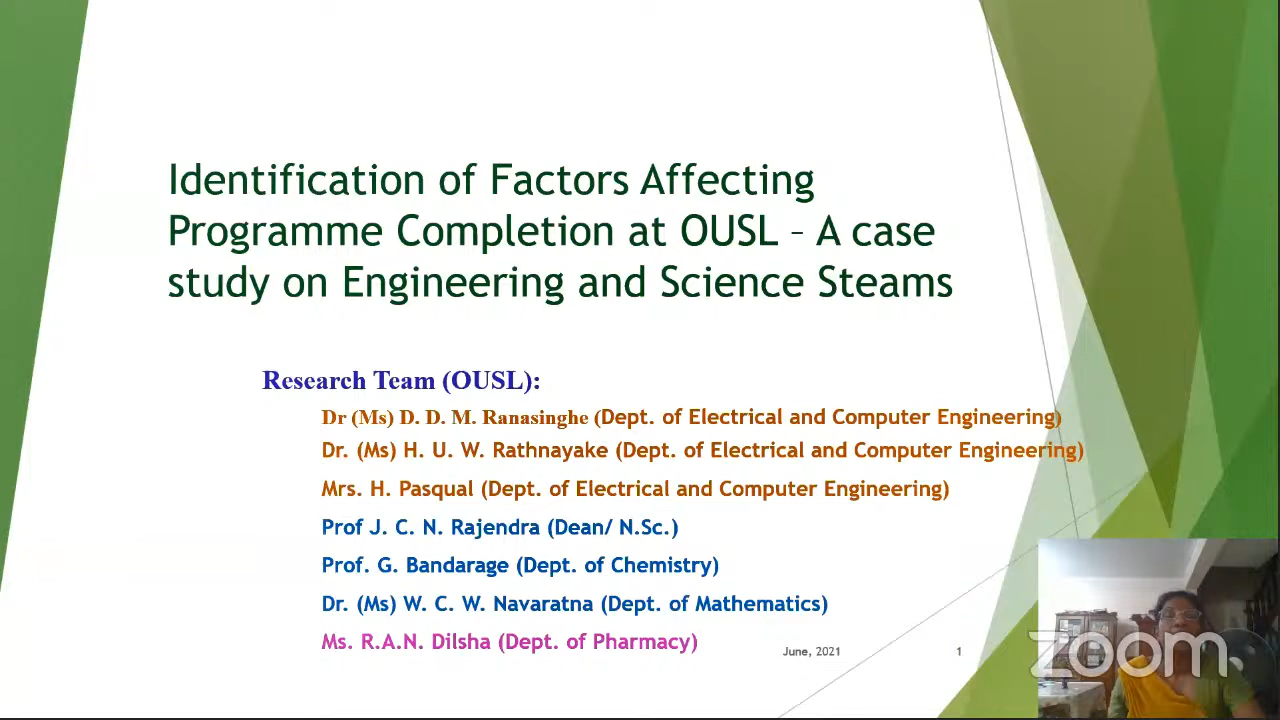 Identification of Factors Affecting
Programme Completion at OUSL – A case
study on Engineering and Science Steams
Research Team (OUSL):
Dr (Ms) D. D. M. Ranasinghe (Dept. of Electrical and Computer Engineering)
Dr. (Ms) H. U. W. Rathnayake (Dept. of Electrical and Computer Engineering)
Mrs. H. Pasqual (Dept. of Electrical and Computer Engineering)
Prof J. C. N. Rajendra (Dean/ N.Sc.)
Prof. G. Bandarage (Dept. of Chemistry)
Dr. (Ms) W. C. W. Navaratna (Dept. of Mathematics)
Ms. R.A.N. Dilsha (Dept. of Pharmacy)
June, 2021 1
zoom